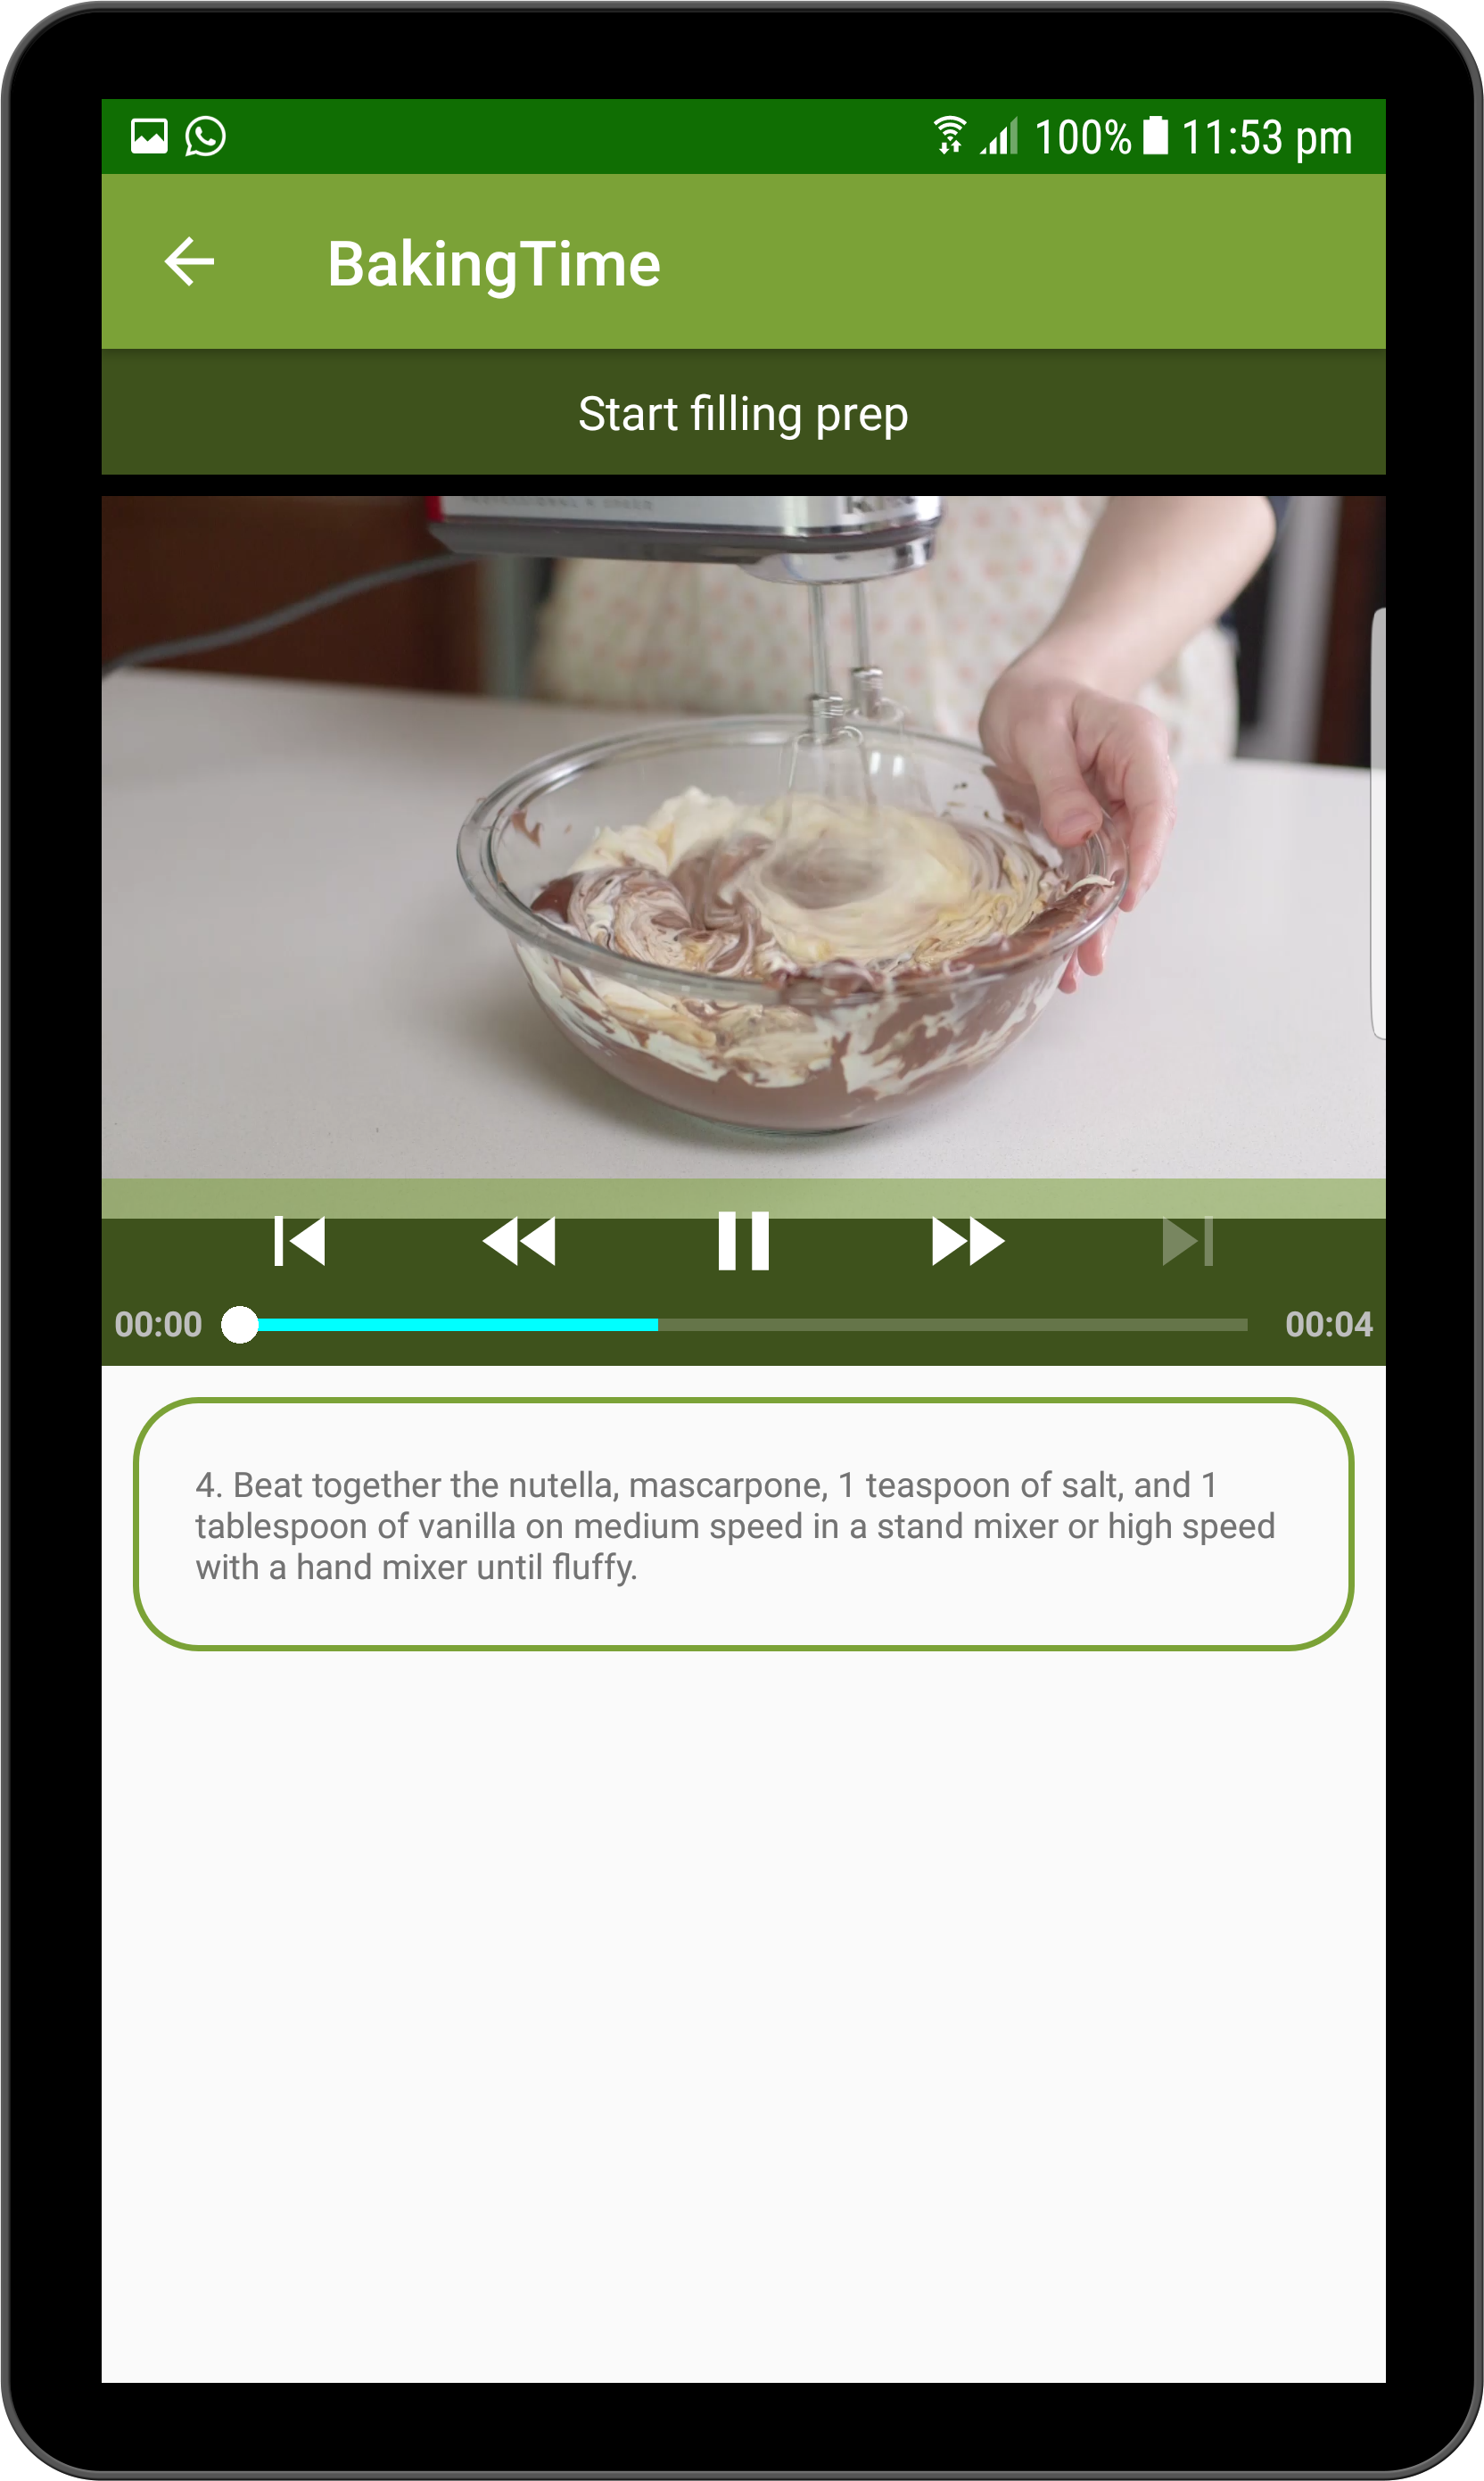 100% 11:53 pm
BakingTime
Start filling prep
00:00 00:04
4. Beat together the nutella, mascarpone, 1 teaspoon of salt, and 1
tablespoon of vanilla on medium speed in a stand mixer or high speed
with a hand mixer until fluffy.